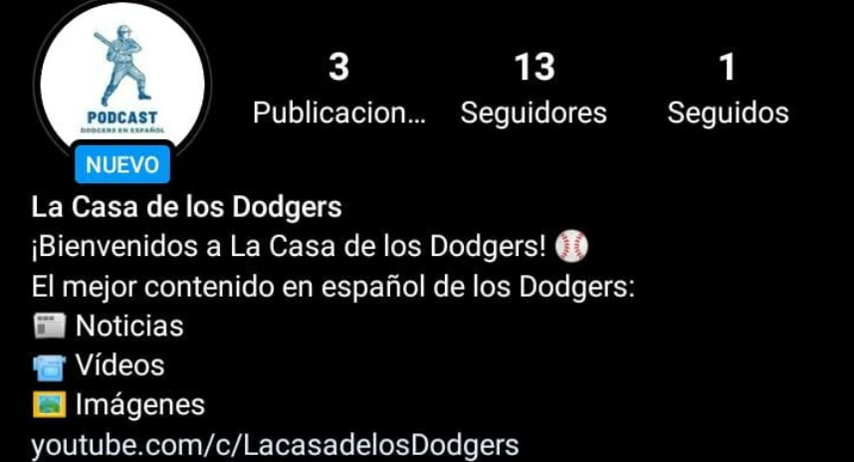 PODCAST
DODGERS EN ESPAÑOL
NUEVO
3 13 1
Publicacion... Seguidores Seguidos
La Casa de los Dodgers
¡Bienvenidos a La Casa de los Dodgers! ⚾
El mejor contenido en español de los Dodgers:
📰 Noticias
📹 Vídeos
🖼️ Imágenes
youtube.com/c/LacasadelosDodgers